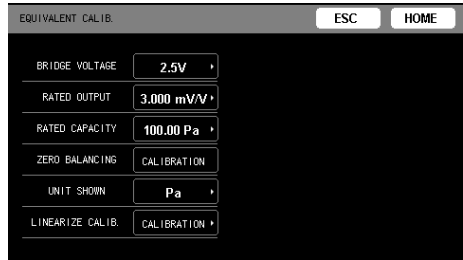 EQUIVALENT CALIB. ESC HOME
BRIDGE VOLTAGE 2.5V
RATED OUTPUT 3.000 mV/V
RATED CAPACITY 100.00 Pa
ZERO BALANCING CALIBRATION
UNIT SHOWN Pa
LINEARIZE CALIB. CALIBRATION